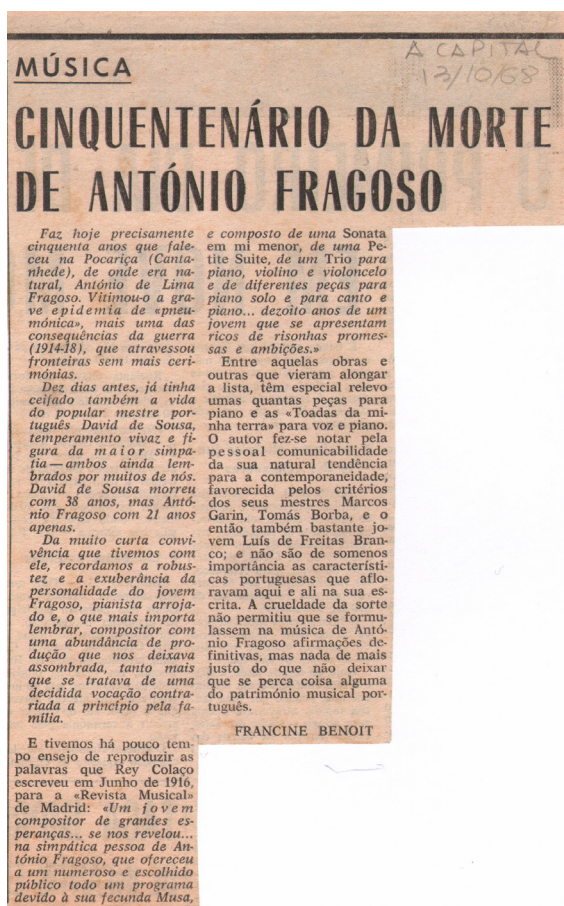 A CAPITAL
13/10/68
MÚSICA
CINQUENTENÁRIO DA MORTE
DE ANTÓNIO FRAGOSO
Faz hoje precisamente
cinquenta anos que fale-
ceu na Pocariça (Canta-
nhede), de onde era na-
tural, António de Lima
Fragoso. Vitimou-o a gra-
ve epidemia de «pneu-
mónica», mais uma das
consequências da guerra
(1914-18), que atravessou
fronteiras sem mais ceri-
mónias.
Dez dias antes, já tinha
ceifado também a vida
do popular mestre por-
tuguês David de Sousa,
temperamento vivaz e fi-
gura da maior simpa-
tia — ambos ainda lem-
brados por muitos de nós.
David de Sousa morreu
com 38 anos, mas Antó-
nio Fragoso com 21 anos
apenas.
Da muito curta convi-
vência que tivemos com
ele, recordamos a robus-
tez e a exuberância da
personalidade do jovem
Fragoso, pianista arroja-
do e, o que mais importa
lembrar, compositor com
uma abundância de pro-
dução que nos deixava
assombrada, tanto mais
que se tratava de uma
decidida vocação contra-
riada a princípio pela fa-
mília.
E tivemos há pouco tem-
po ensejo de reproduzir as
palavras que Rey Colaço
escreveu em Junho de 1916,
para a «Revista Musical»
de Madrid: «Um jovem
compositor de grandes es-
peranças... se nos revelou...
na simpática pessoa de An-
tónio Fragoso, que ofereceu
a um numeroso e escolhido
público todo um programa
devido à sua fecunda Musa,
e composto de uma Sonata
em mi menor, de uma Pe-
tite Suite, de um Trio para
piano, violino e violoncelo
e de diferentes peças para
piano solo e para canto e
piano... dezoito anos de um
jovem que se apresentam
ricos de risonhas promes-
sas e ambições.»
Entre aquelas obras e
outras que vieram alongar
a lista, têm especial relevo
umas quantas peças para
piano e as «Toadas da mi-
nha terra» para voz e piano.
O autor fez-se notar pela
pessoal comunicabilidade
da sua natural tendência
para a contemporaneidade,
favorecida pelos critérios
dos seus mestres Marcos
Garin, Tomás Borba, e o
então também bastante jo-
vem Luís de Freitas Bran-
co; e não são de somenos
importância as característi-
cas portuguesas que aflo-
ravam aqui e ali na sua es-
crita. A crueldade da sorte
não permitiu que se formu-
lassem na música de Antó-
nio Fragoso afirmações de-
finitivas, mas nada de mais
justo do que não deixar
que se perca coisa alguma
do património musical por-
tuguês.
FRANCINE BENOIT